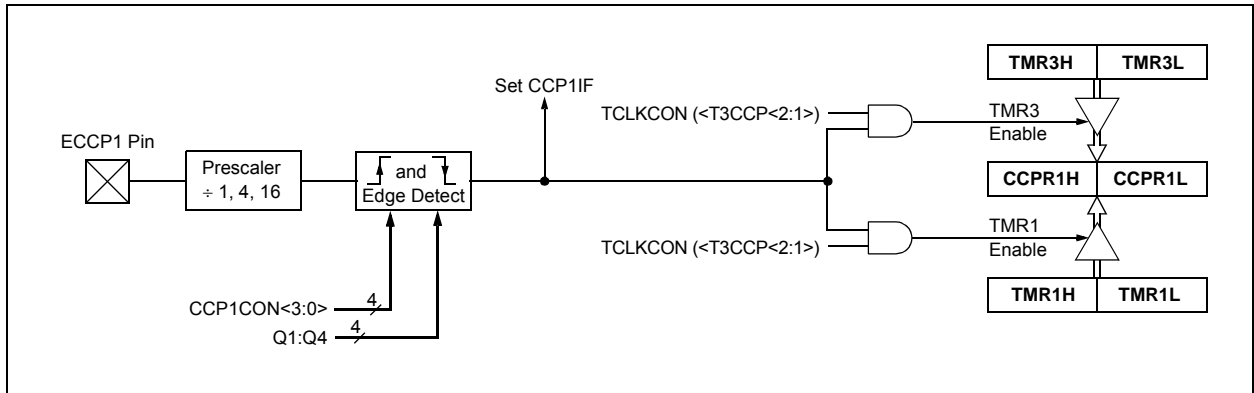 TMR3H TMR3L
Set CCP1IF
TCLKCON (<T3CCP<2:1>)
TMR3
Enable
ECCP1 Pin
Prescaler
÷ 1, 4, 16
and
Edge Detect
CCPR1H CCPR1L
TCLKCON (<T3CCP<2:1>)
TMR1
Enable
TMR1H TMR1L
CCP1CON<3:0>
4
Q1:Q4
4